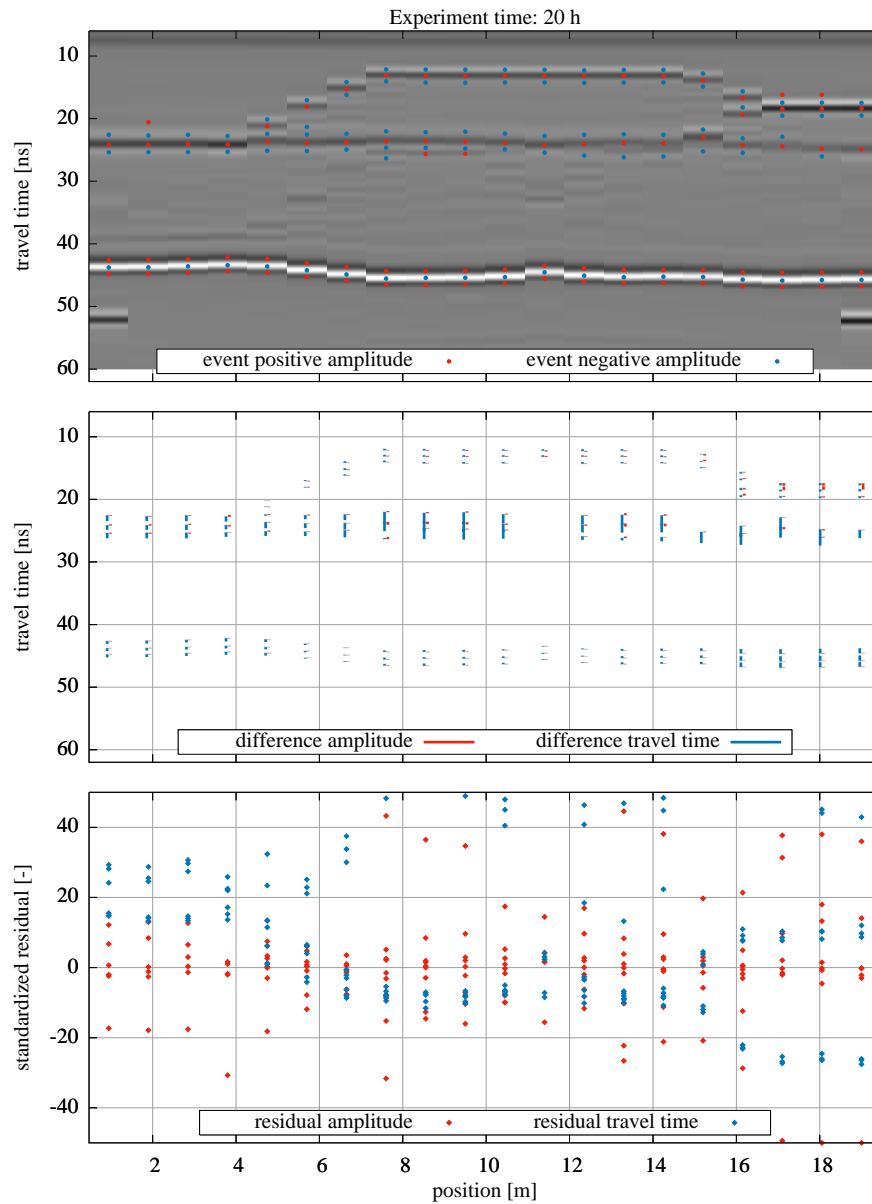 Experiment time: 20 h
10
20
30
40
50
60
travel time [ns]
event positive amplitude
event negative amplitude
10
20
30
40
50
60
travel time [ns]
difference amplitude
difference travel time
40
20
0
-20
-40
standardized residual [-]
residual amplitude
residual travel time
2 4 6 8 10 12 14 16 18
position [m]